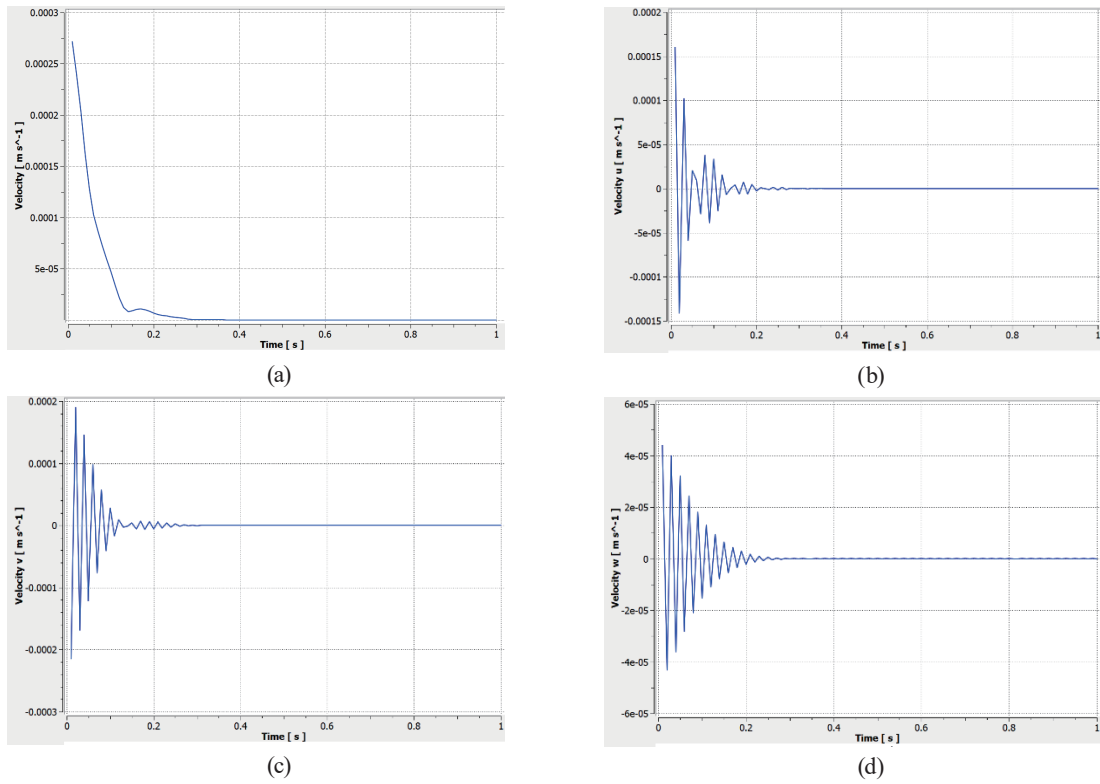 0.0003
0.00025
0.0002
0.00015
0.0001
5e-05
Velocity [ m s^-1 ]
0
0.2
0.4
0.6
0.8
1
Time [ s ]
(a)
0.0002
0.00015
0.0001
5e-05
0
-5e-05
-0.0001
-0.00015
Velocity u [ m s^-1 ]
0
0.2
0.4
0.6
0.8
1
Time [ s ]
(b)
0.0002
0.0001
0
-0.0001
-0.0002
-0.0003
Velocity v [ m s^-1 ]
0
0.2
0.4
0.6
0.8
1
Time [ s ]
(c)
6e-05
4e-05
2e-05
0
-2e-05
-4e-05
-6e-05
Velocity w [ m s^-1 ]
0
0.2
0.4
0.6
0.8
1
Time [ s ]
(d)